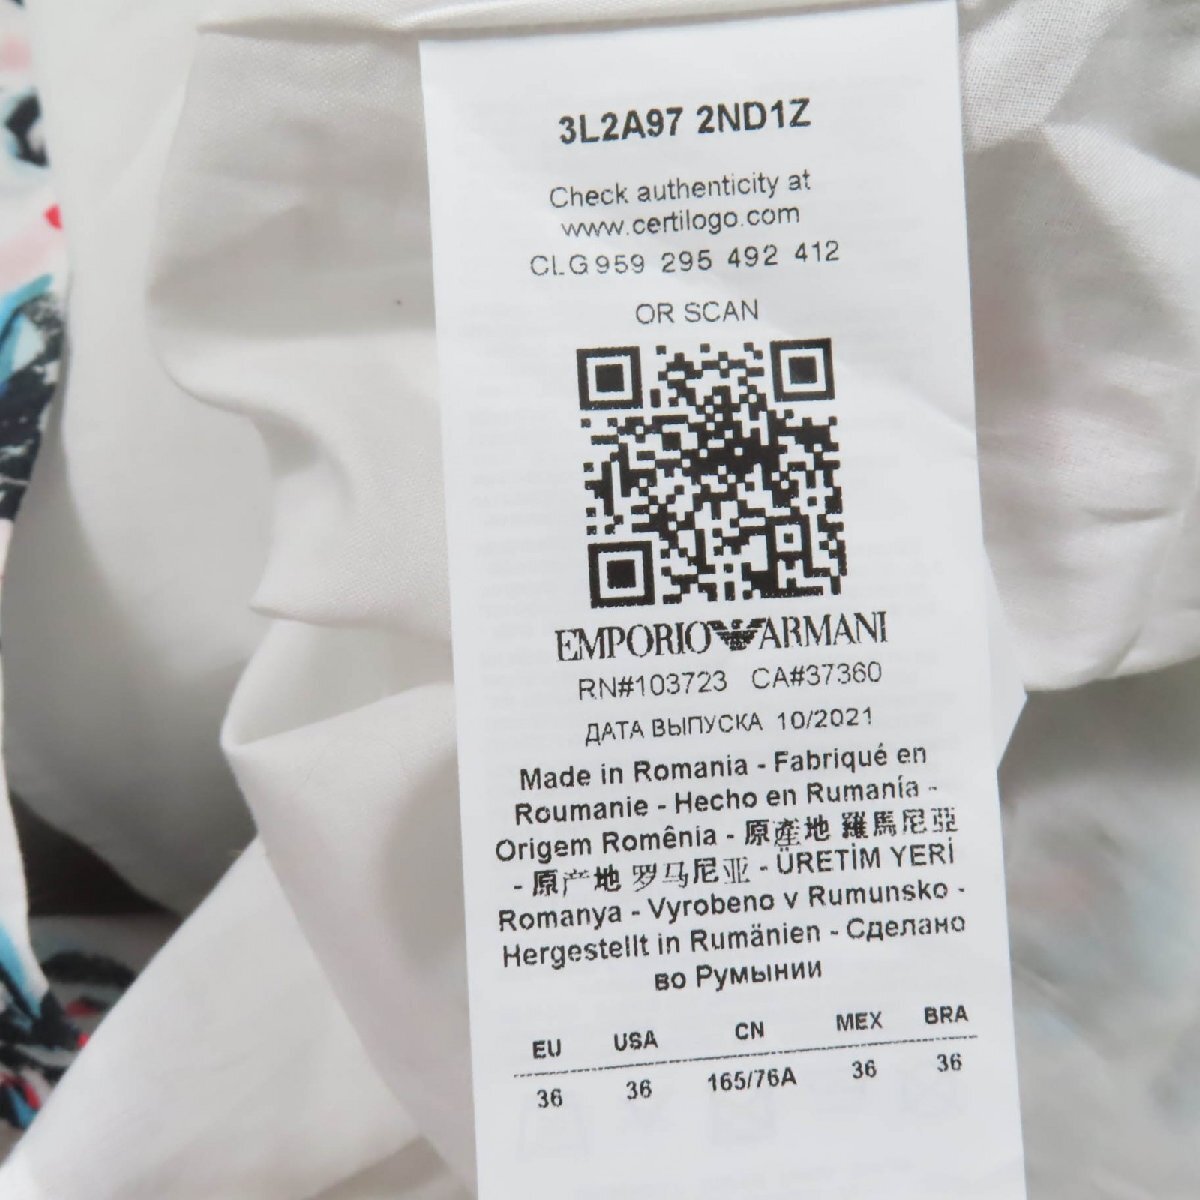 3L2A97 2ND1Z
Check authenticity at
www.certilogo.com
CLG 959 295 492 412
OR SCAN
EMPORIO ARMANI
RN#103723 CA#37360
ДАТА ВЫПУСКА 10/2021
Made in Romania - Fabriqué en
Roumanie - Hecho en Rumanía -
Origem Romênia - 原產地 羅馬尼亞
- 原产地 罗马尼亚 - ÜRETİM YERİ
Romanya - Vyrobeno v Rumunsko -
Hergestellt in Rumänien - Сделано
во Румынии
EU USA CN MEX BRA
36 36 165/76A 36 36